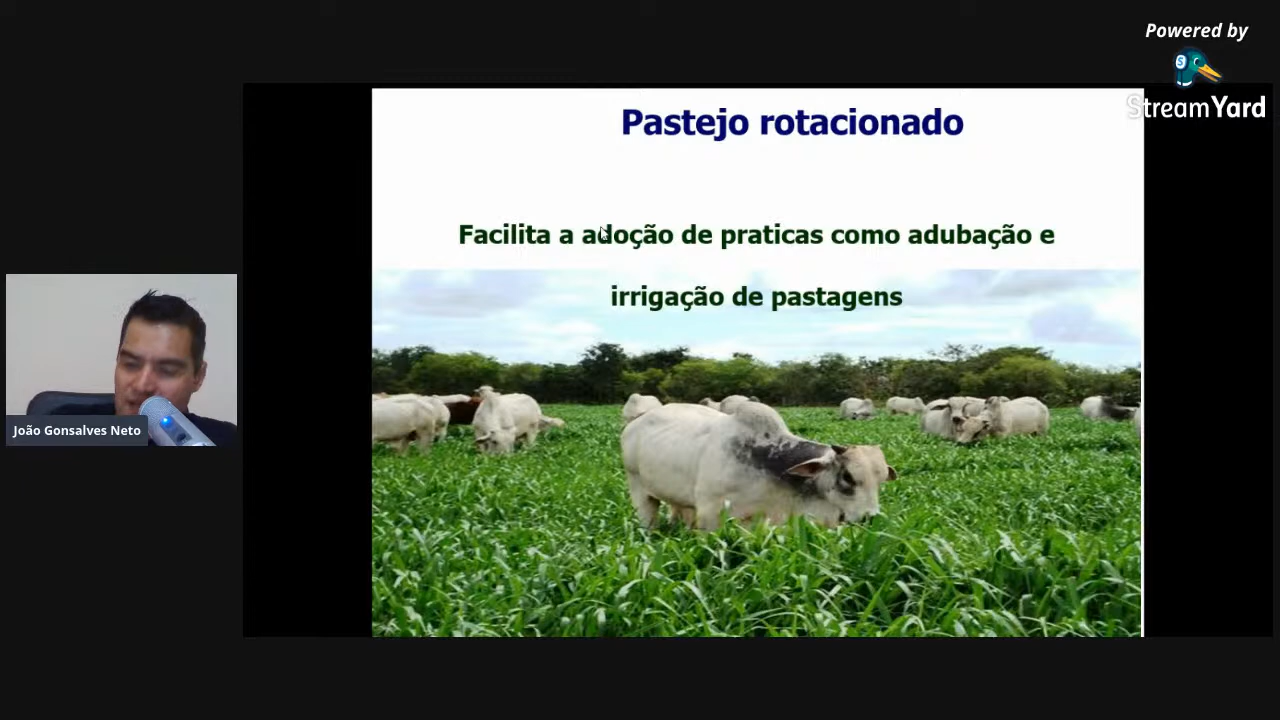 Powered by
StreamYard
Pastejo rotacionado
Facilita a adoção de praticas como adubação e
irrigação de pastagens
João Gonsalves Neto